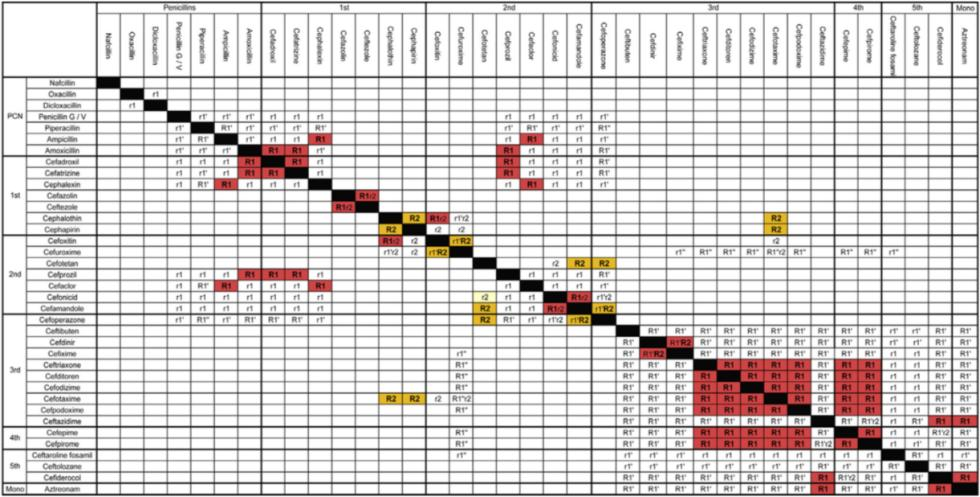 Penicillins 1st 2nd 3rd 4th 5th Mono
Nafcillin Oxacillin Dicloxacillin Penicillin G / V Piperacillin Ampicillin Amoxicillin Cefadroxil Cefatrizine Cephalexin Cefazolin Ceftezole Cephalothin Cephapirin Cefoxitin Cefuroxime Cefotetan Cefprozil Cefaclor Cefonicid Cefamandole Cefoperazone Ceftibuten Cefdinir Cefixime Ceftriaxone Cefditoren Cefodizime Cefotaxime Cefpodoxime Ceftazidime Cefepime Cefpirome Ceftaroline fosamil Ceftolozane Cefiderocol Aztreonam
PCN
Nafcillin
Oxacillin r1
Dicloxacillin r1
Penicillin G / V r1' r1' r1 r1 r1 r1 r1 r1 r1 r1 r1'
Piperacillin r1' R1' r1' r1' r1' R1' r1' R1' r1' r1' R1''
Ampicillin r1' R1' r1' r1 r1 R1 r1 R1 r1 r1 r1'
Amoxicillin r1' r1' r1' R1 R1 r1' R1 r1 r1 r1 R1'
1st
Cefadroxil r1 r1' r1 R1 R1 r1 R1 r1 r1 r1 R1'
Cefatrizine r1 r1' r1 R1 R1 r1 R1 r1 r1 r1 R1'
Cephalexin r1 R1' R1 r1 r1 r1 r1 R1 r1 r1 r1'
Cefazolin R1r2
Ceftezole R1r2
Cephalothin R2 R1r2 r1'r2 R2
Cephapirin R2 r2 r2 R2
2nd
Cefoxitin R1r2 r2 r1'R2 r2
Cefuroxime r1'r2 r2 r1'R2 r1'' R1'' R1'' R1'' R1''r2 R1'' R1'' R1'' r1''
Cefotetan r2 R2 R2
Cefprozil r1 r1 r1 R1 R1 R1 r1 r1 r1 r1 R1'
Cefaclor r1 R1' R1 r1 r1 r1 R1 r1 r1 r1 r1'
Cefonicid r1 r1' r1 r1 r1 r1 r1 r2 r1 r1 R1r2 r1'r2
Cefamandole r1 r1' r1 r1 r1 r1 r1 R2 r1 r1 R1r2 r1'R2
3rd
Cefoperazone r1' R1'' r1' R1' R1' R1' r1' R2 R1' r1' r1'r2 r1'R2
Ceftibuten R1' R1' R1' R1' R1' R1' R1' R1' R1' R1' r1' r1' R1' R1'
Cefdinir R1' R1'R2 R1' R1' R1' R1' R1' R1' R1' R1' r1' r1' R1' R1'
Cefixime r1'' R1' R1'R2 R1' R1' R1' R1' R1' R1' R1' R1' r1 r1' R1' R1'
Ceftriaxone R1'' R1' R1' R1' R1 R1 R1 R1 R1' R1 R1 r1 r1 R1' R1'
Cefditoren R1'' R1' R1' R1' R1 R1 R1 R1 R1' R1 R1 r1 r1 R1' R1'
Cefodizime R1'' R1' R1' R1' R1 R1 R1 R1 R1' R1 R1 r1 r1 R1' R1'
Cefotaxime R2 R2 r2 R1''r2 R1' R1' R1' R1 R1 R1 R1 R1' R1 R1 r1 r1 R1' R1'
Cefpodoxime R1'' R1' R1' R1' R1 R1 R1 R1 R1' R1 R1 r1 r1 R1' R1'
Ceftazidime R1' R1' R1' R1' R1' R1' R1' R1' R1' R1'r2 r1 r1' R1 R1
4th
Cefepime R1'' R1' R1' R1' R1 R1 R1 R1 R1 R1' R1 r1 r1 R1'r2 R1'
Cefpirome R1'' R1' R1' R1' R1 R1 R1 R1 R1 R1'r2 R1 r1 r1 R1' R1'
5th
Ceftaroline fosamil r1'' r1' r1' r1' r1 r1 r1 r1 r1 r1 r1 r1 r1' r1' r1'
Ceftolozane r1' r1' r1' r1 r1 r1 r1 r1 r1' r1 r1 r1' R1' R1'
Cefiderocol R1' R1' R1' R1' R1' R1' R1' R1' R1 R1'r2 R1' r1' r1' R1
Mono
Aztreonam R1' R1' R1' R1' R1' R1' R1' R1' R1 R1' R1' r1' r1' R1